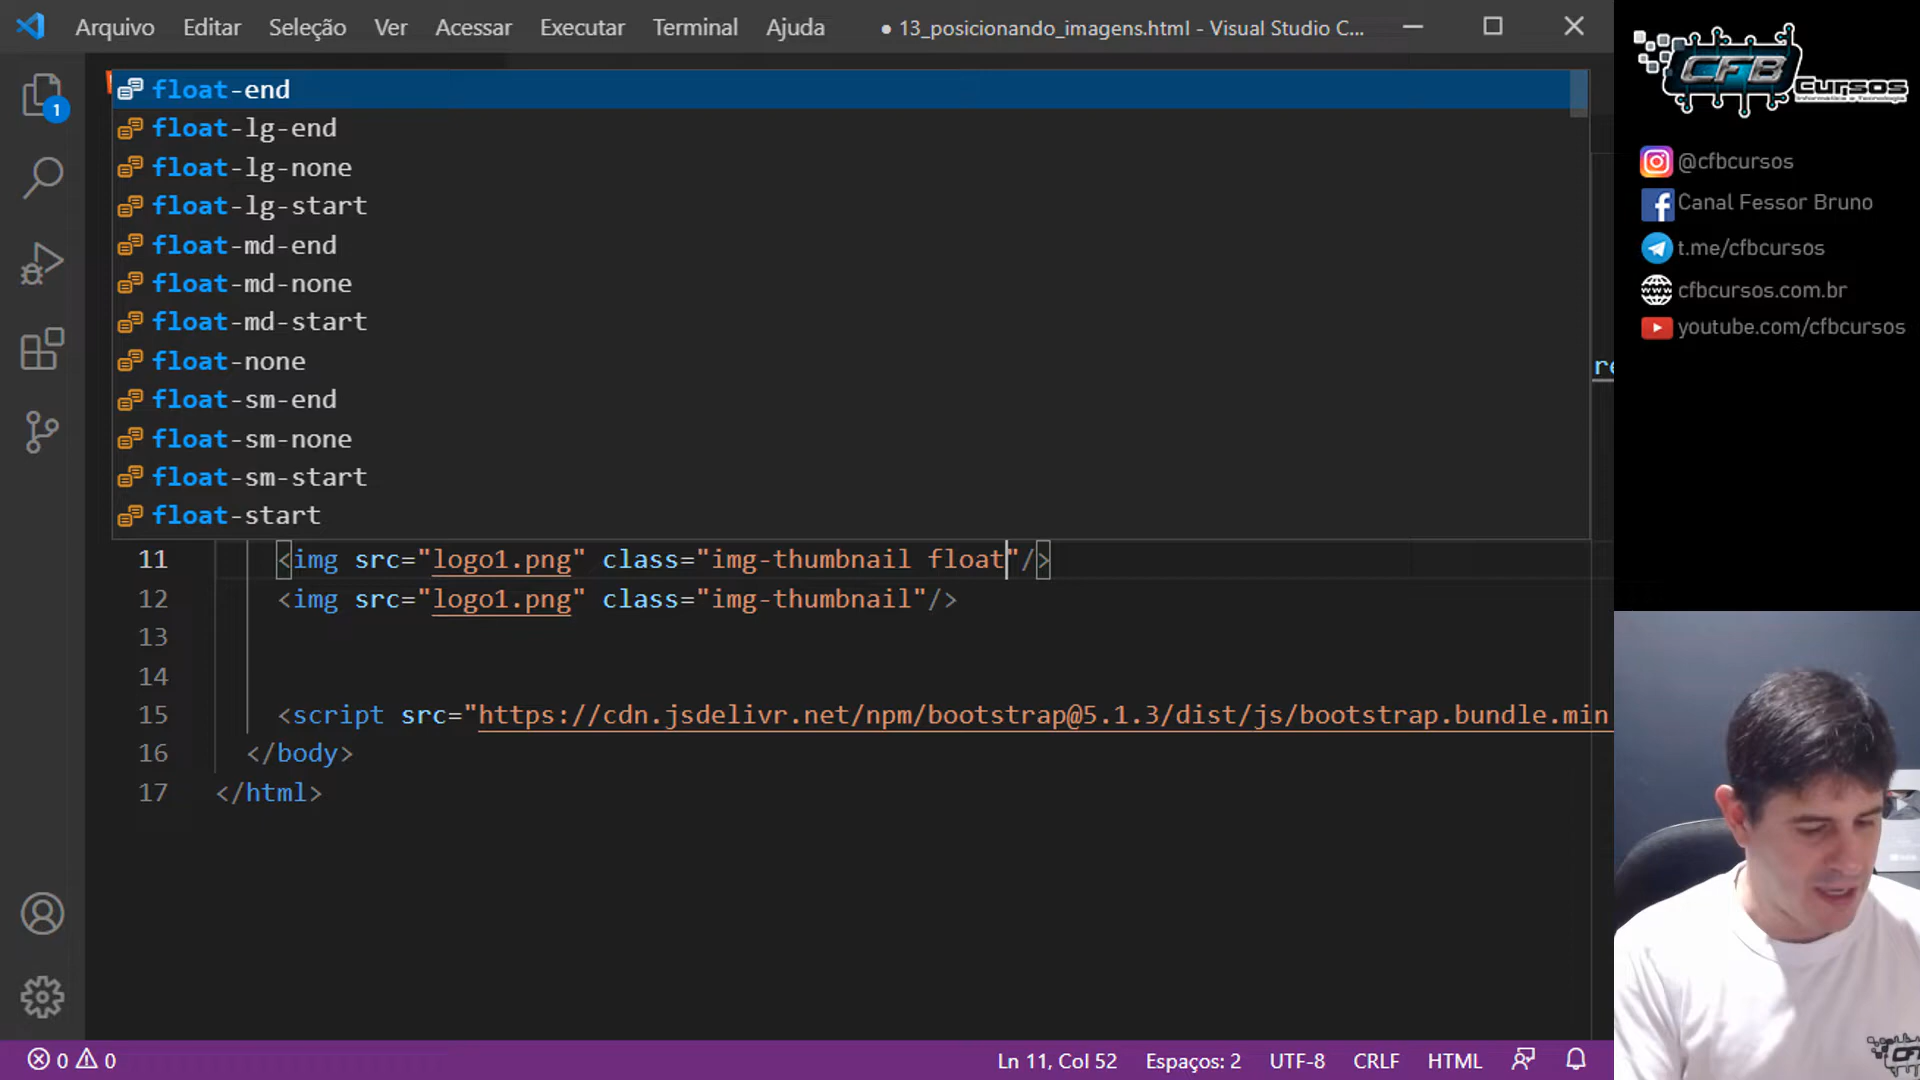 Arquivo Editar Seleção Ver Acessar Executar Terminal Ajuda ● 13_posicionando_imagens.html - Visual Studio C...
1
float-end
float-lg-end
float-lg-none
float-lg-start
float-md-end
float-md-none
float-md-start
float-none
float-sm-end
float-sm-none
float-sm-start
float-start
re
11 <img src="logo1.png" class="img-thumbnail float"/>
12 <img src="logo1.png" class="img-thumbnail"/>
13
14
15 <script src="https://cdn.jsdelivr.net/npm/bootstrap@5.1.3/dist/js/bootstrap.bundle.min
16 </body>
17 </html>
0 0 Ln 11, Col 52 Espaços: 2 UTF-8 CRLF HTML
CFB
Cursos
@cfbcursos
Canal Fessor Bruno
t.me/cfbcursos
cfbcursos.com.br
youtube.com/cfbcursos